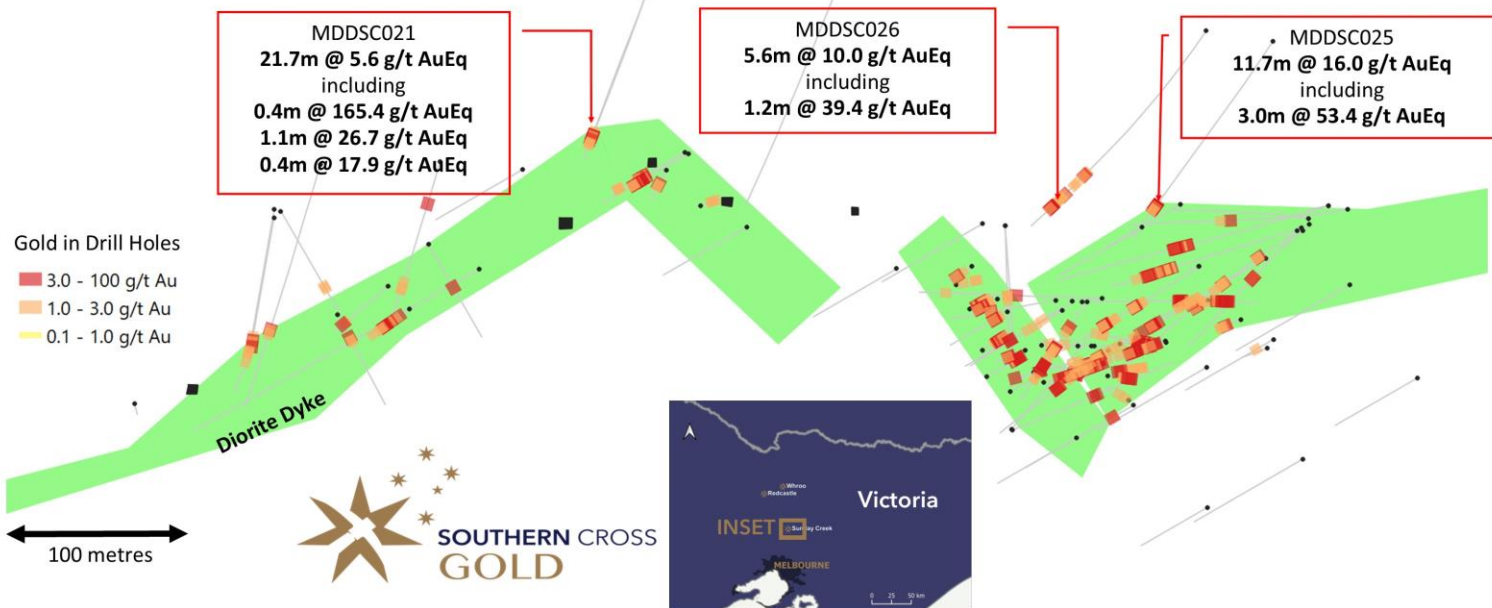 MDDSC021
21.7m @ 5.6 g/t AuEq
including
0.4m @ 165.4 g/t AuEq
1.1m @ 26.7 g/t AuEq
0.4m @ 17.9 g/t AuEq
MDDSC026
5.6m @ 10.0 g/t AuEq
including
1.2m @ 39.4 g/t AuEq
MDDSC025
11.7m @ 16.0 g/t AuEq
including
3.0m @ 53.4 g/t AuEq
Gold in Drill Holes
3.0 - 100 g/t Au
1.0 - 3.0 g/t Au
0.1 - 1.0 g/t Au
Diorite Dyke
100 metres
SOUTHERN CROSS
GOLD
Whroo
Redcastle
Victoria
INSET
Sunday Creek
MELBOURNE
0 25 50 km